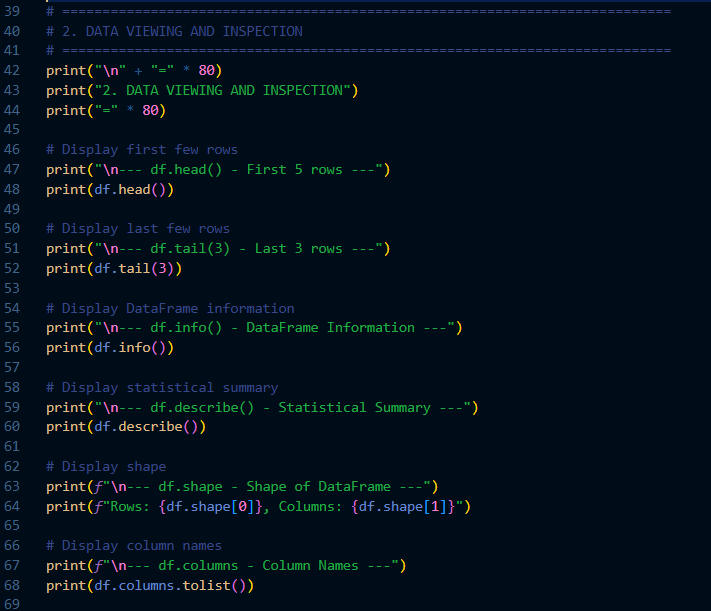 39 # ============================================================================
40 # 2. DATA VIEWING AND INSPECTION
41 # ============================================================================
42 print("\n" + "=" * 80)
43 print("2. DATA VIEWING AND INSPECTION")
44 print("=" * 80)
45
46 # Display first few rows
47 print("\n--- df.head() - First 5 rows ---")
48 print(df.head())
49
50 # Display last few rows
51 print("\n--- df.tail(3) - Last 3 rows ---")
52 print(df.tail(3))
53
54 # Display DataFrame information
55 print("\n--- df.info() - DataFrame Information ---")
56 print(df.info())
57
58 # Display statistical summary
59 print("\n--- df.describe() - Statistical Summary ---")
60 print(df.describe())
61
62 # Display shape
63 print(f"\n--- df.shape - Shape of DataFrame ---")
64 print(f"Rows: {df.shape[0]}, Columns: {df.shape[1]}")
65
66 # Display column names
67 print(f"\n--- df.columns - Column Names ---")
68 print(df.columns.tolist())
69